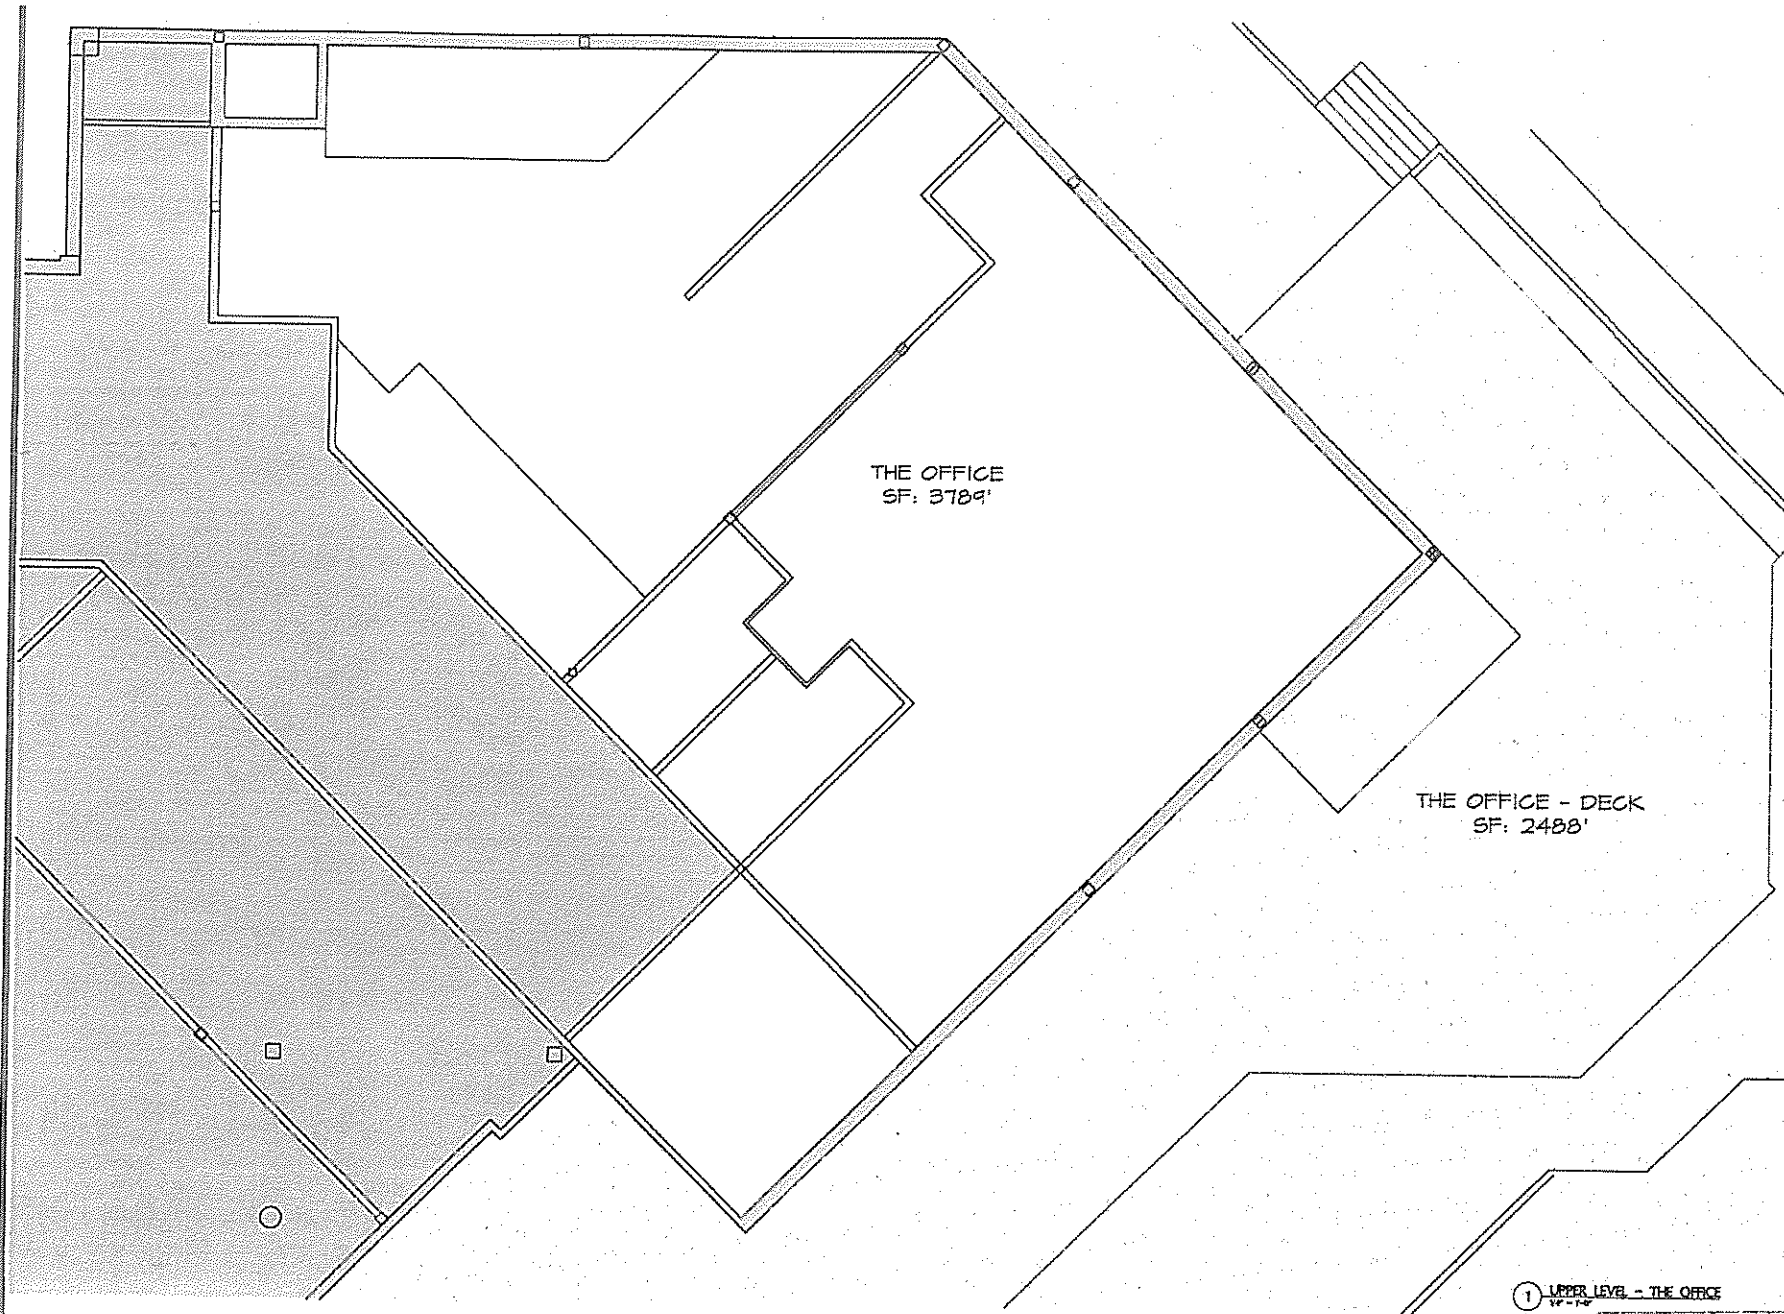 THE OFFICE
SF: 3789'
THE OFFICE - DECK
SF: 2488'
1 UPPER LEVEL - THE OFFICE